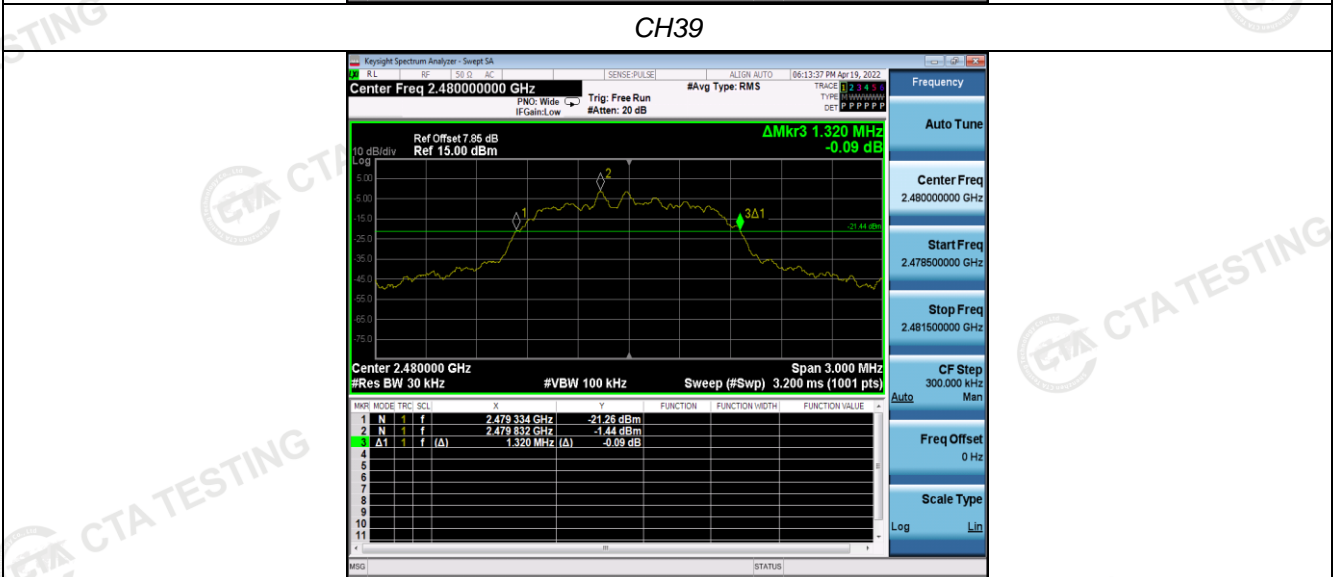 CH39
Keysight Spectrum Analyzer - Swept SA
RL RF 50 Ω AC SENSE:PULSE ALIGN AUTO 06:13:37 PM Apr 19, 2022
Center Freq 2.480000000 GHz
#Avg Type: RMS
TRACE 1 2 3 4 5 6
PNO: Wide Trig: Free Run
TYPE M WWWWW
IFGain:Low #Atten: 20 dB
DET P P P P P P
ΔMkr3 1.320 MHz
-0.09 dB
Ref Offset 7.85 dB
10 dB/div Ref 15.00 dBm
Log
5.00
-5.00
-15.0
-25.0
-35.0
-45.0
-55.0
-65.0
-75.0
1
2
3Δ1
-21.44 dBm
Center 2.480000 GHz Span 3.000 MHz
#Res BW 30 kHz #VBW 100 kHz Sweep (#Swp) 3.200 ms (1001 pts)
MKR MODE TRC SCL X Y FUNCTION FUNCTION WIDTH FUNCTION VALUE
1 N 1 f 2.479 334 GHz -21.26 dBm
2 N 1 f 2.479 832 GHz -1.44 dBm
3 Δ1 1 f (Δ) 1.320 MHz (Δ) -0.09 dB
4
5
6
7
8
9
10
11
MSG STATUS
Frequency
Auto Tune
Center Freq
2.480000000 GHz
Start Freq
2.478500000 GHz
Stop Freq
2.481500000 GHz
CF Step
300.000 kHz
Auto Man
Freq Offset
0 Hz
Scale Type
Log Lin
CTA TESTING
CTA TESTING